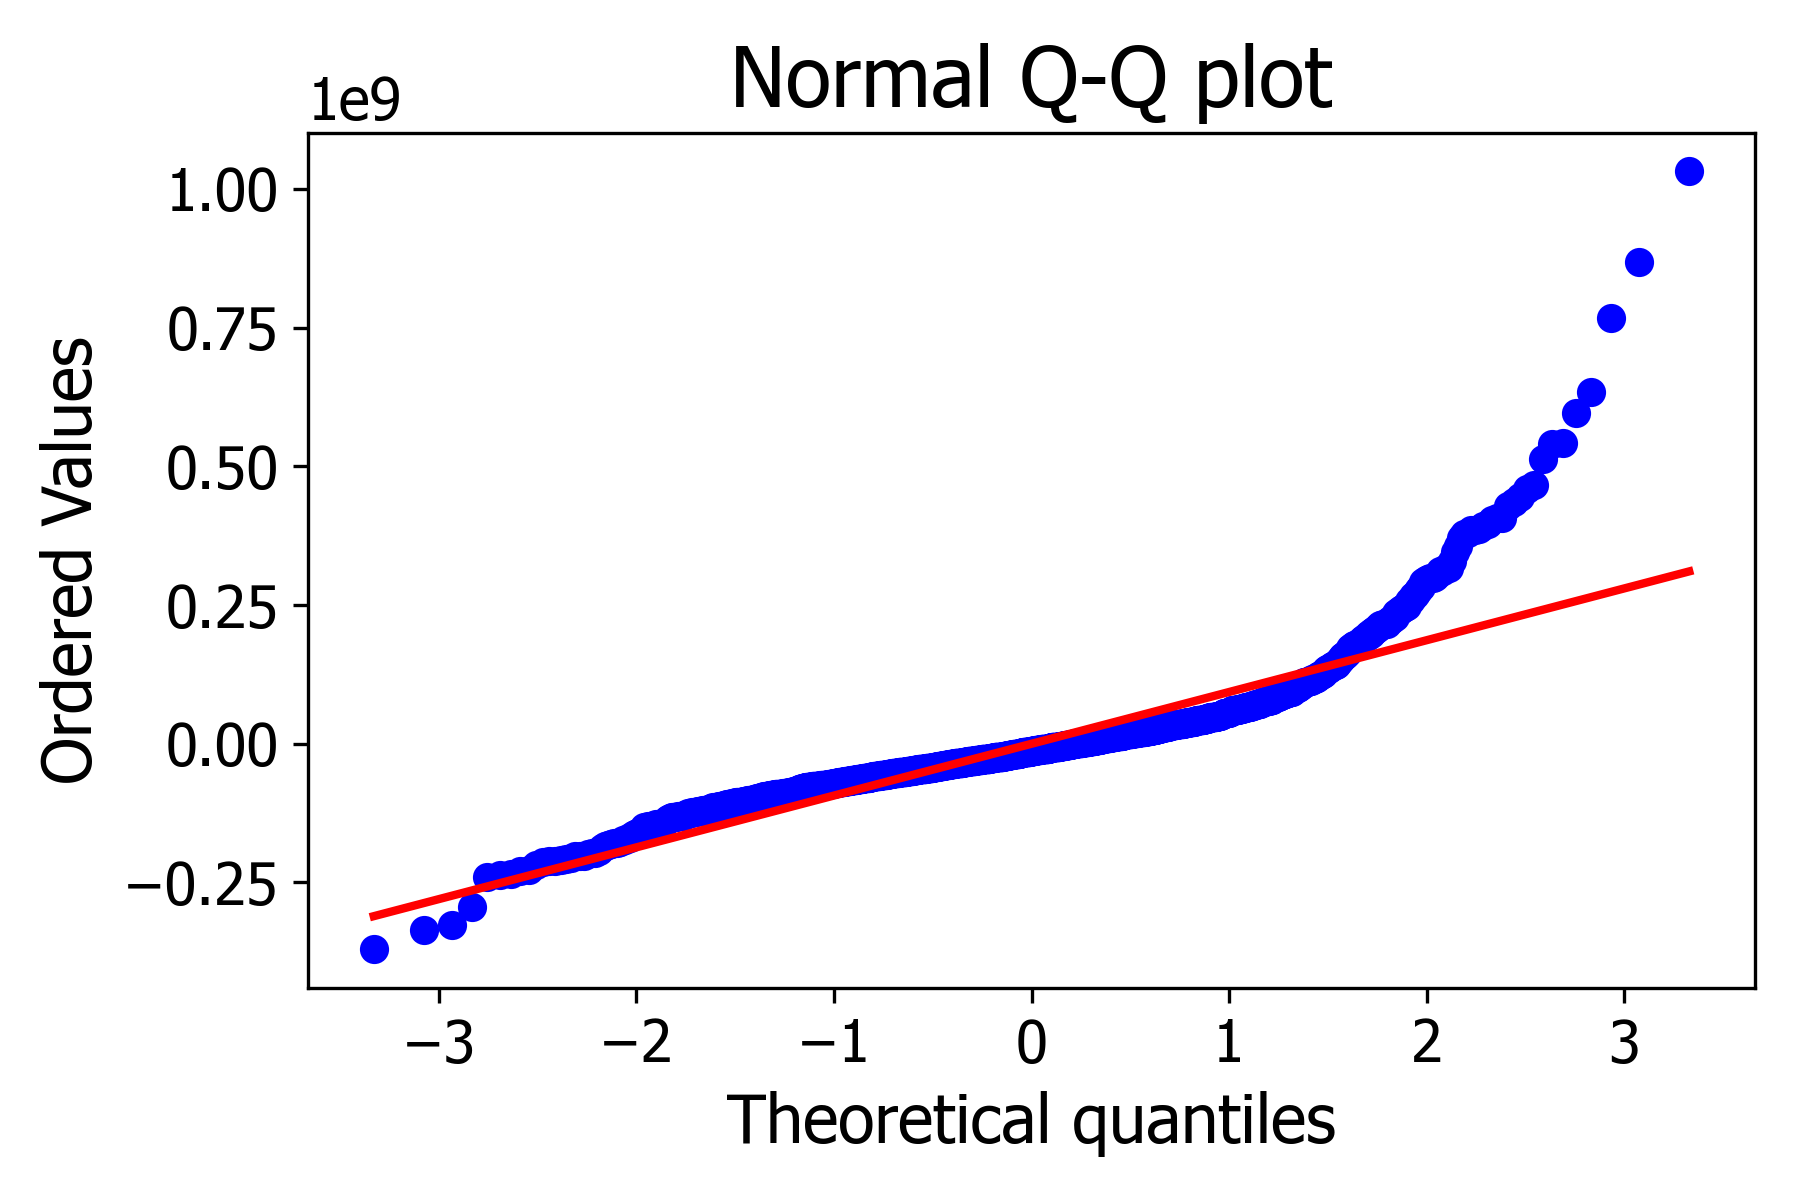 Normal Q-Q plot
1e9
1.00
0.75
0.50
0.25
0.00
−0.25
Ordered Values
−3 −2 −1 0 1 2 3
Theoretical quantiles